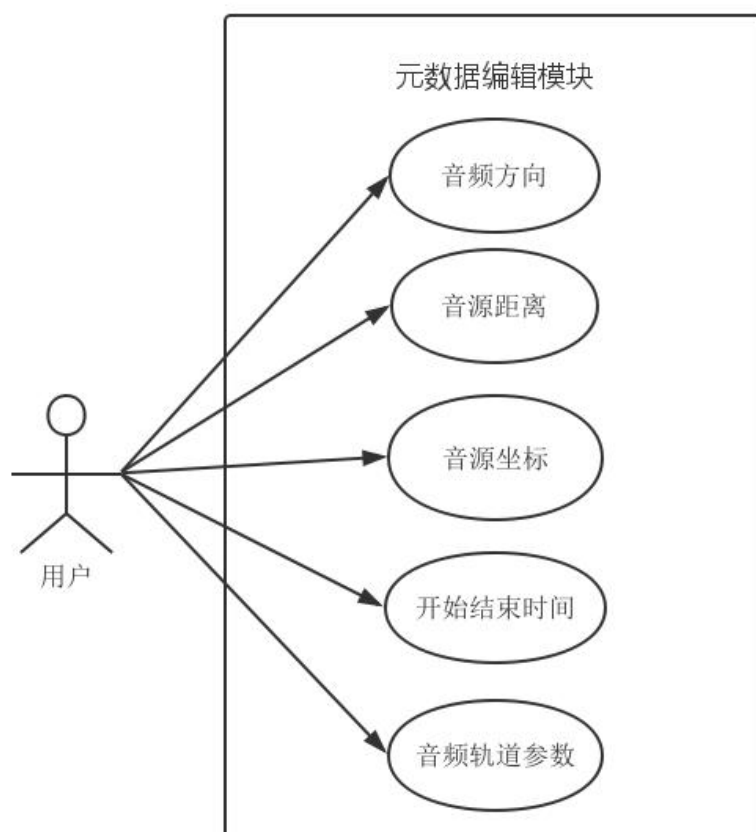 元数据编辑模块
音频方向
音源距离
音源坐标
用户
开始结束时间
音频轨道参数